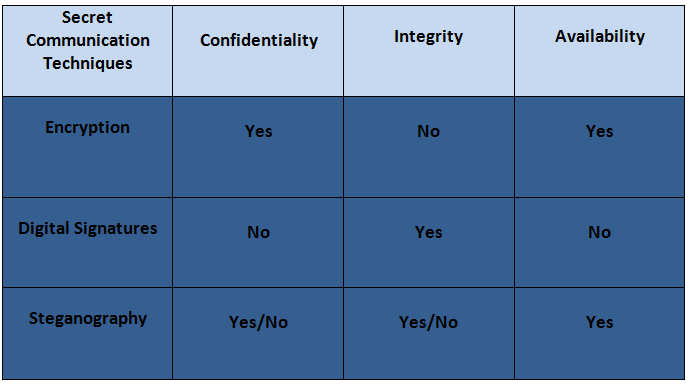 Secret
Communication
Techniques
Confidentiality
Integrity
Availability
Encryption
Yes
No
Yes
Digital Signatures
No
Yes
No
Steganography
Yes/No
Yes/No
Yes